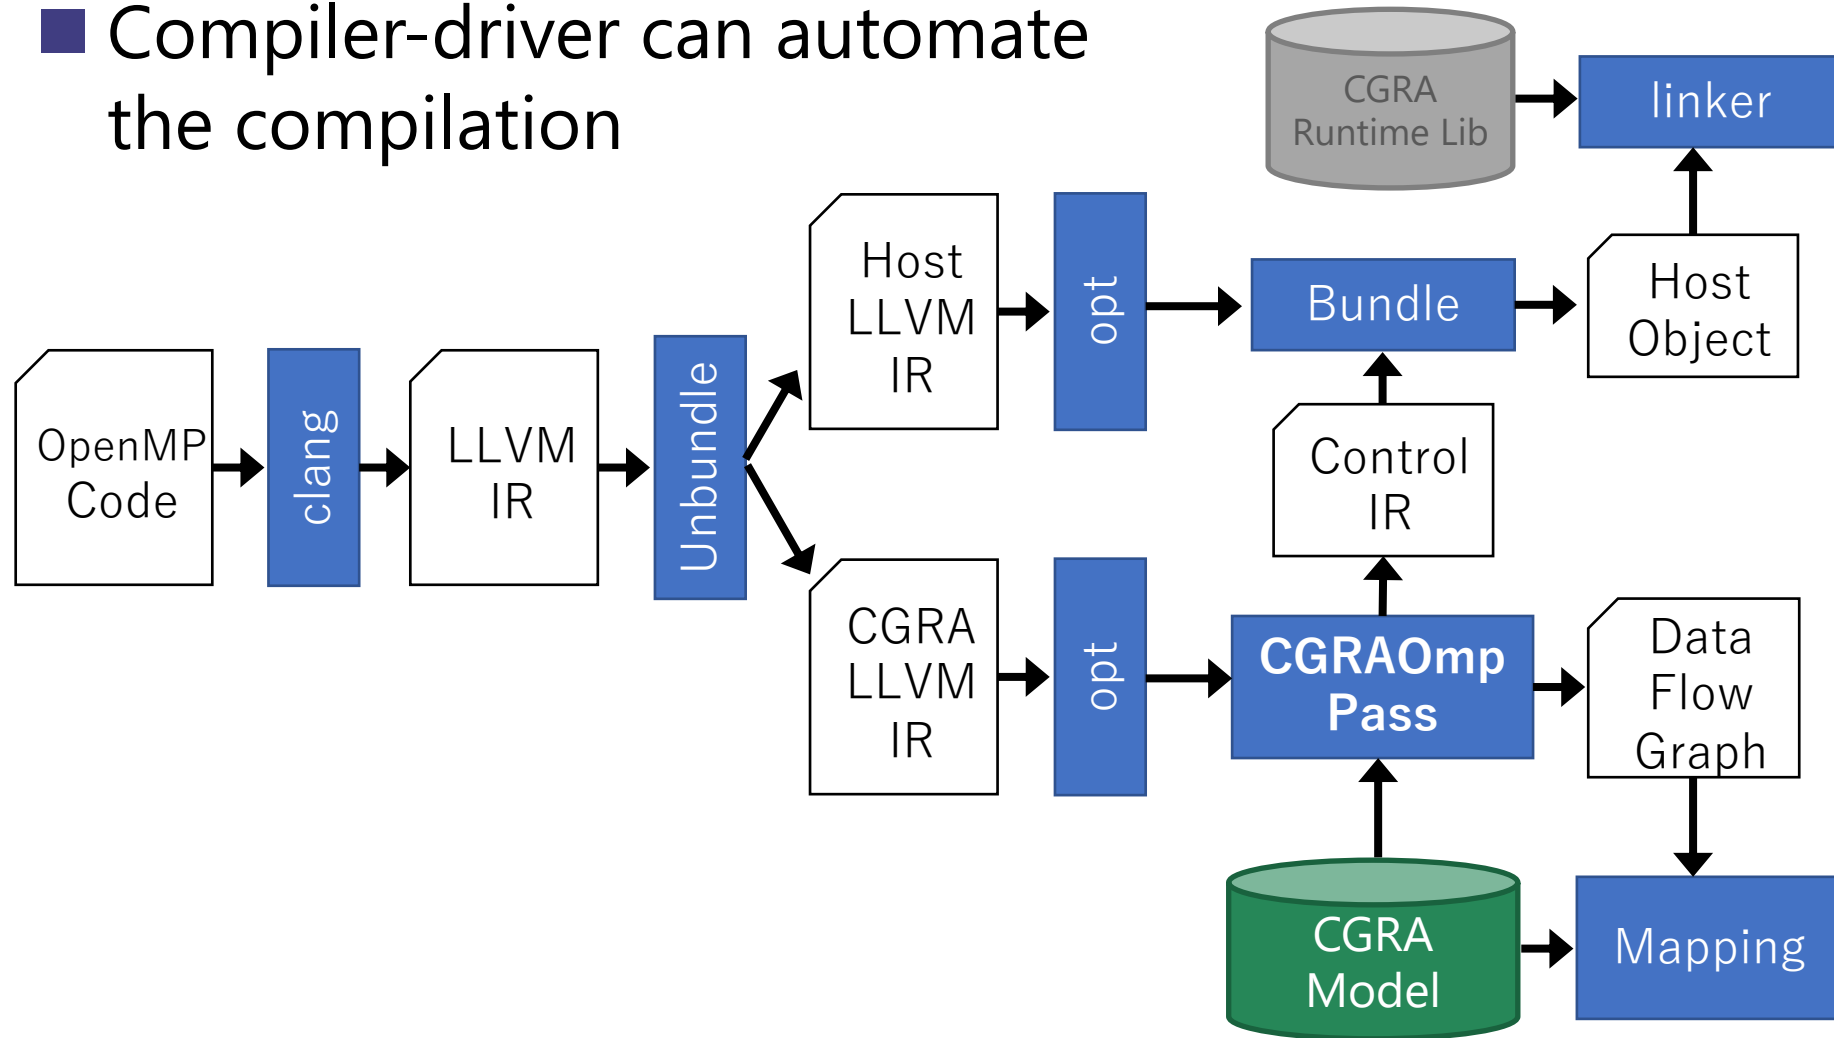 Compiler-driver can automate
the compilation
CGRA
Runtime Lib
linker
Host
LLVM
IR
opt
Bundle
Host
Object
OpenMP
Code
clang
LLVM
IR
Unbundle
Control
IR
CGRA
LLVM
IR
opt
CGRAOmp
Pass
Data
Flow
Graph
CGRA
Model
Mapping